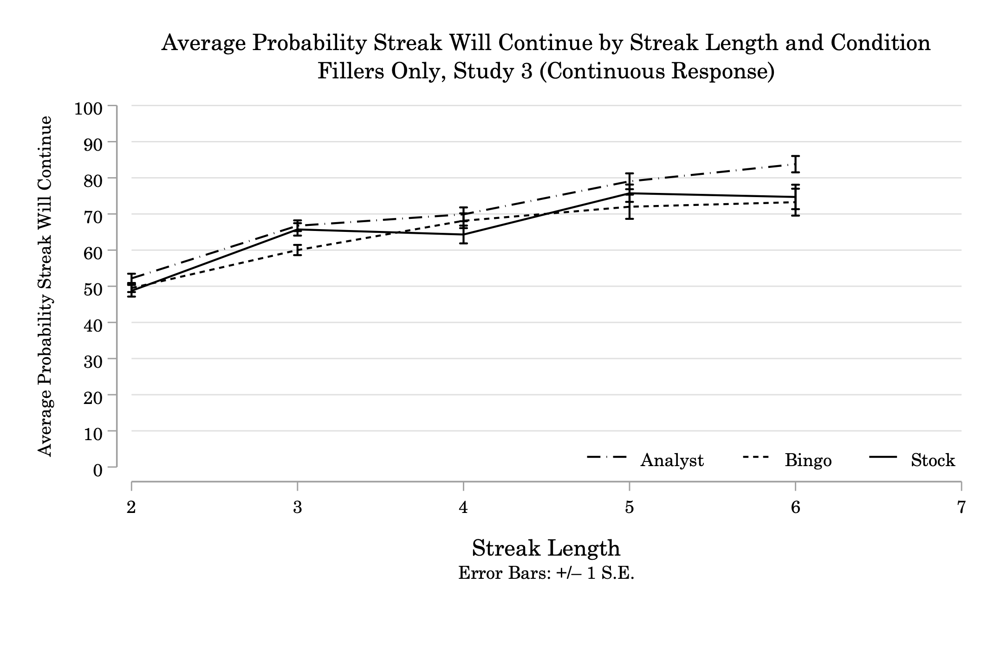 Average Probability Streak Will Continue by Streak Length and Condition
Fillers Only, Study 3 (Continuous Response)
Average Probability Streak Will Continue
100
90
80
70
60
50
40
30
20
10
0
Analyst Bingo Stock
2 3 4 5 6 7
Streak Length
Error Bars: +/– 1 S.E.